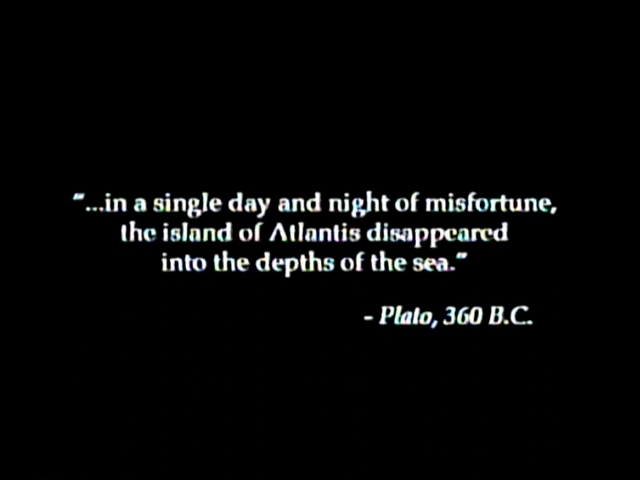 "...in a single day and night of misfortune,
the island of Atlantis disappeared
into the depths of the sea."
- Plato, 360 B.C.